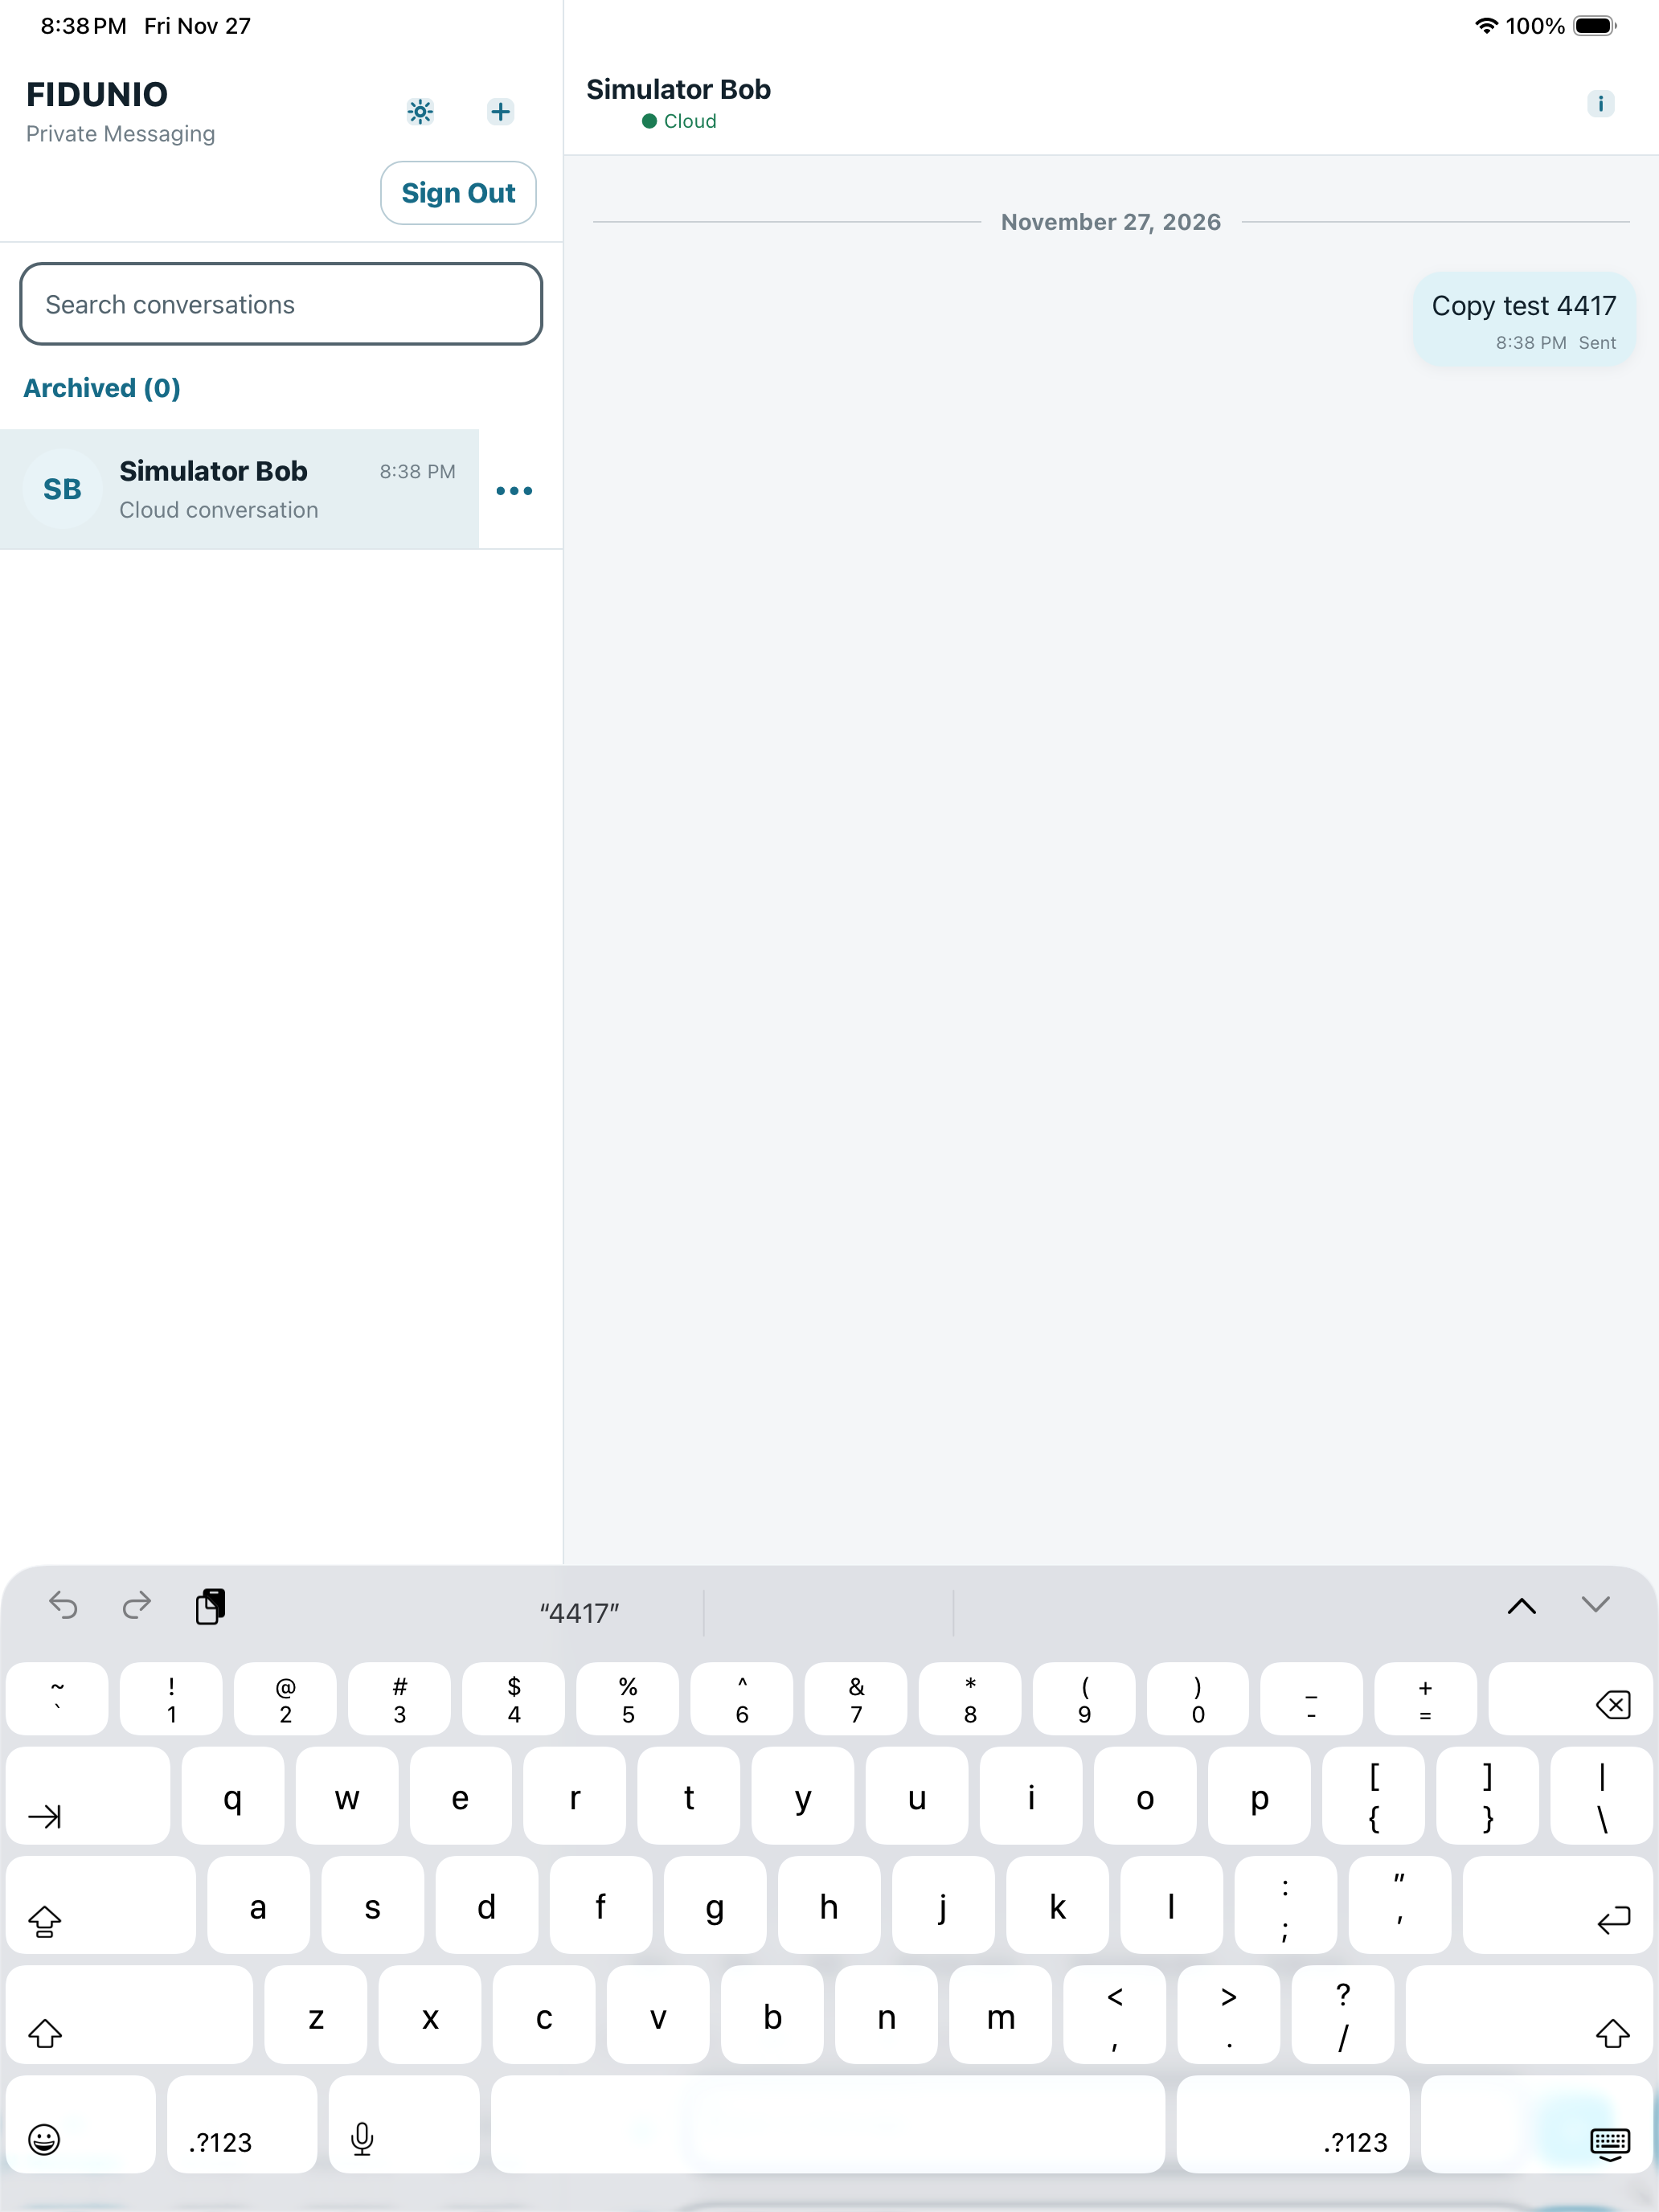 8:38 PM Fri Nov 27
100%
FIDUNIO
Private Messaging
Sign Out
Search conversations
Archived (0)
SB
Simulator Bob
8:38 PM
Cloud conversation
Simulator Bob
Cloud
i
November 27, 2026
Copy test 4417
8:38 PM Sent
“4417”
~ ! @ # $ % ^ & * ( ) _ +
` 1 2 3 4 5 6 7 8 9 0 - =
q w e r t y u i o p [ ] |
{ } \
a s d f g h j k l : "
; '
z x c v b n m < > ?
, . /
.?123 .?123